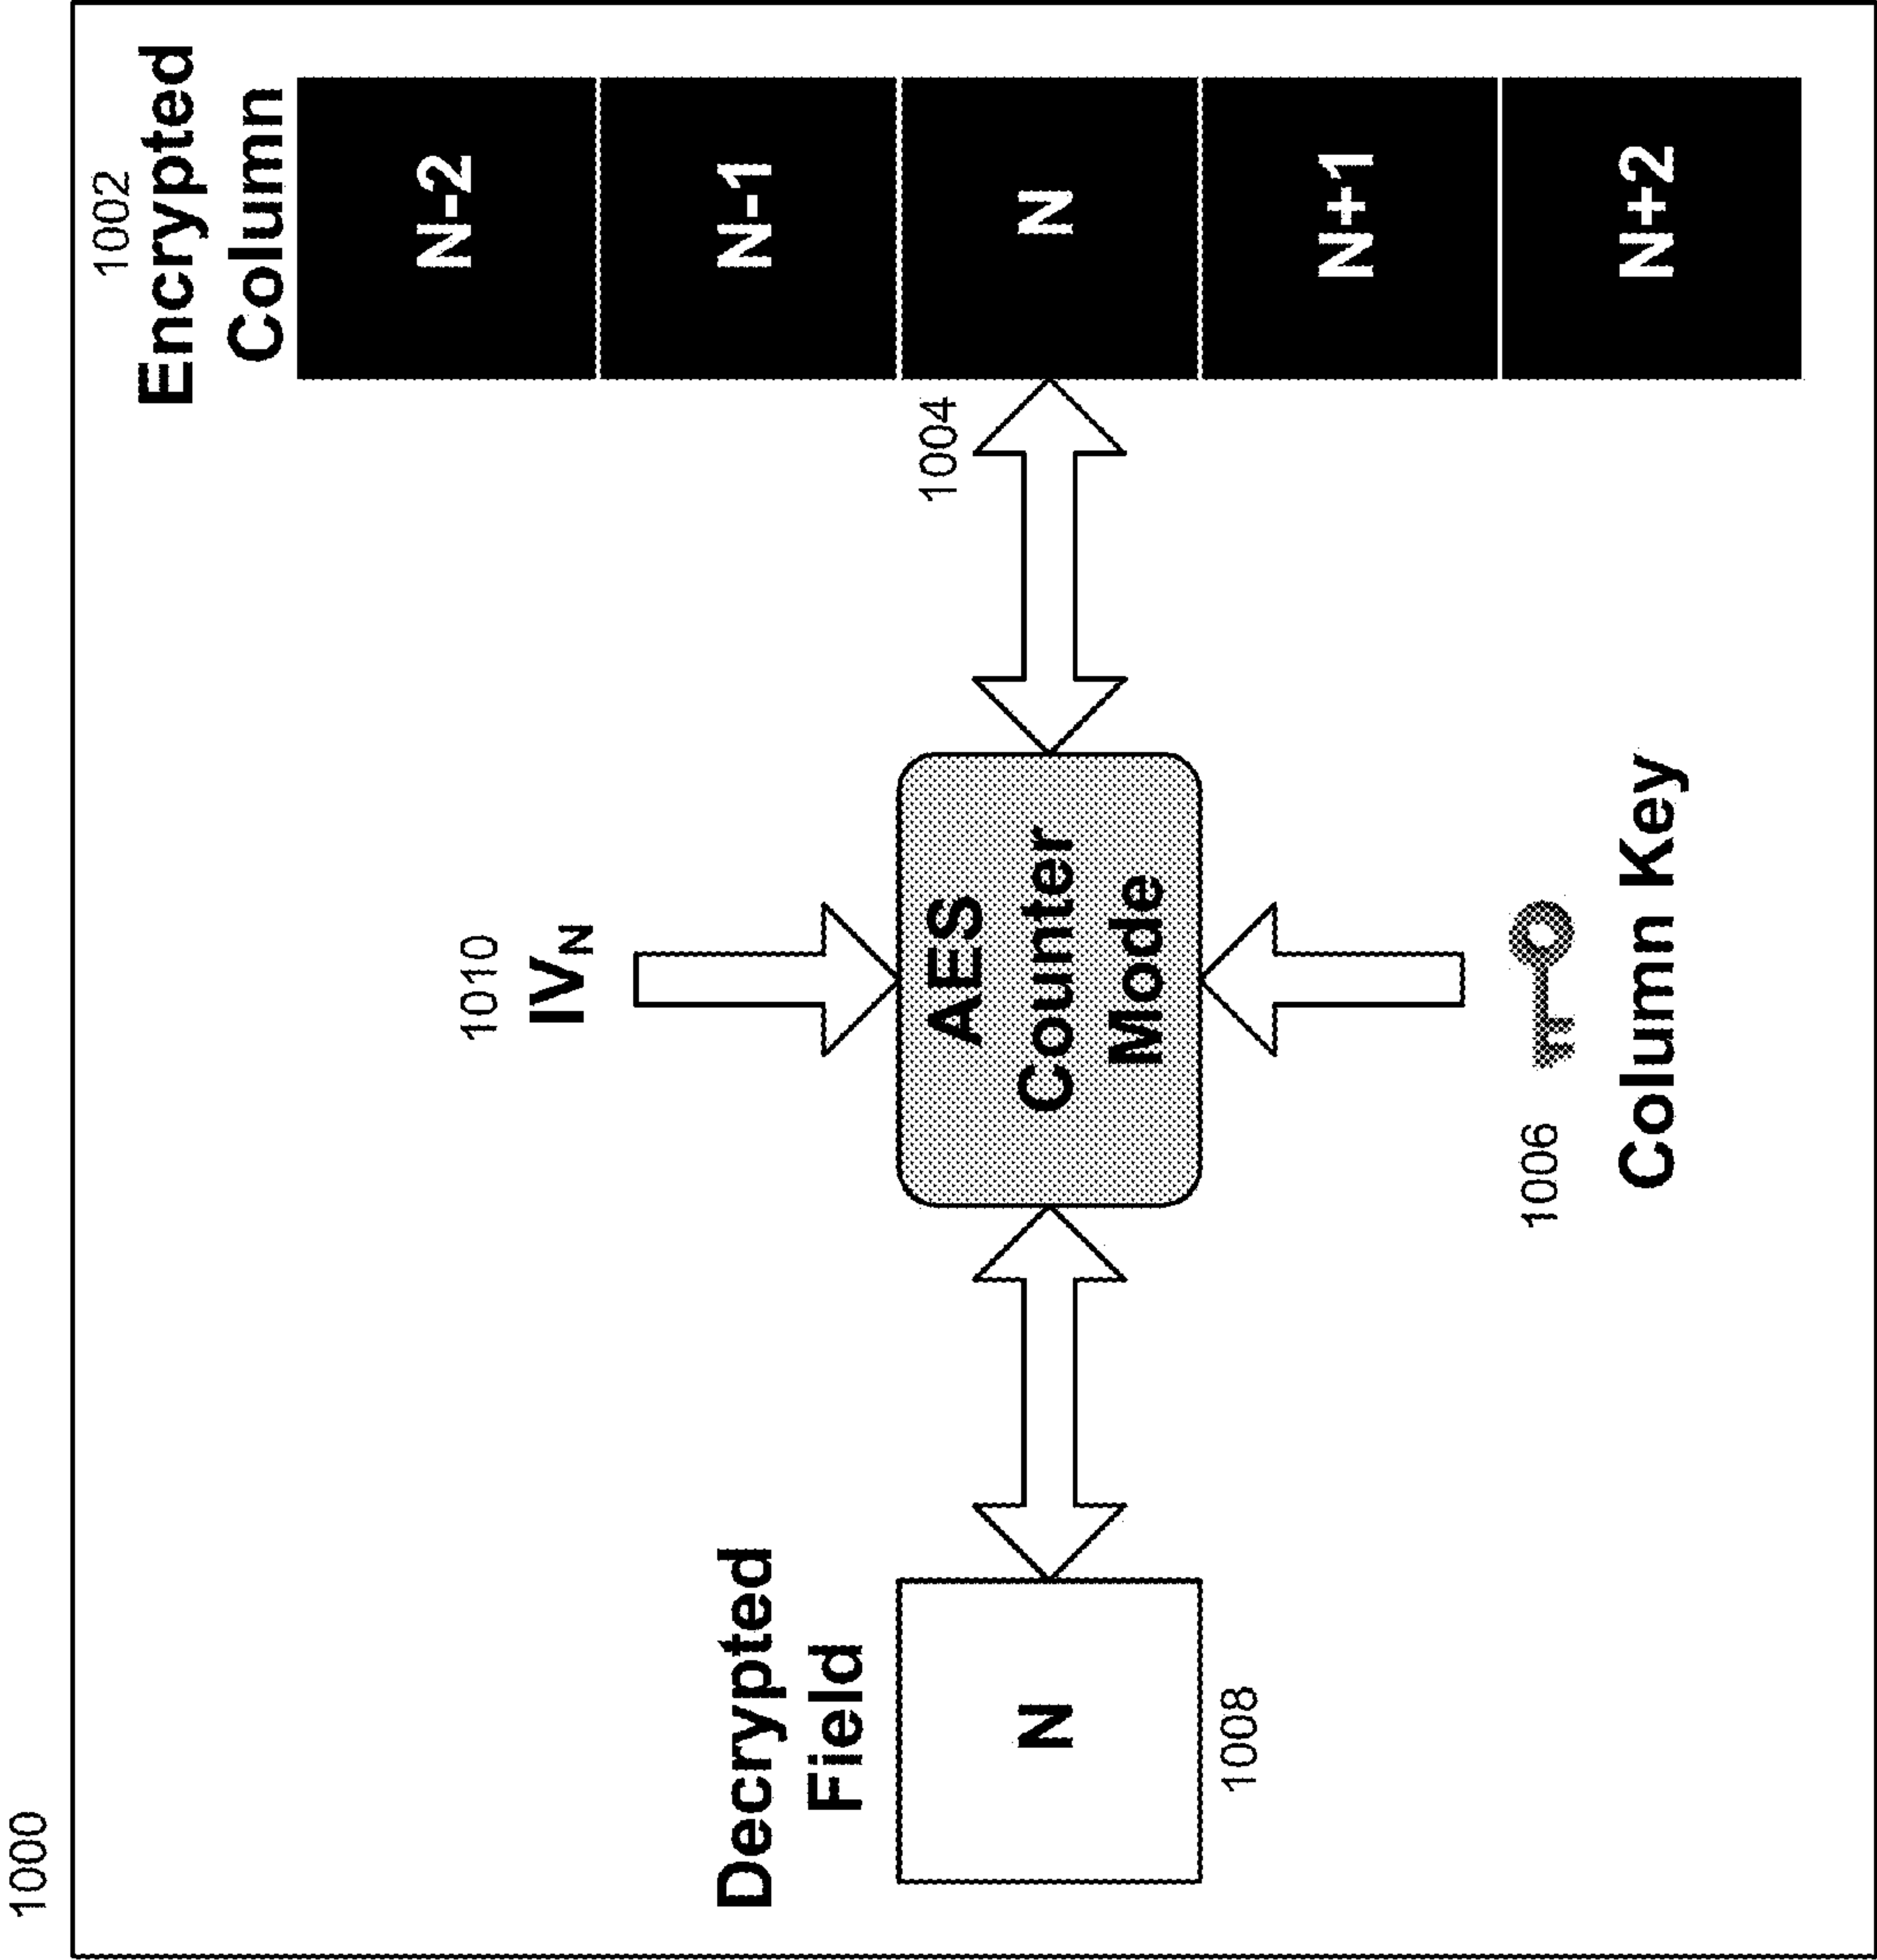 1000
1002
Encrypted
Column
N-2
N-1
N
N+1
N+2
1004
1010
IVN
AES
Counter
Mode
1006
Column Key
Decrypted
Field
N
1008